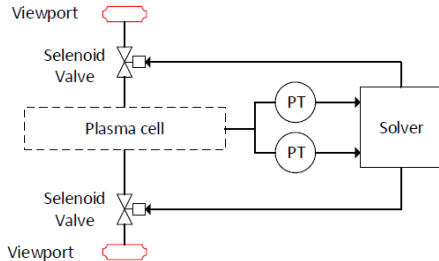 Viewport
Selenoid
Valve
PT
Plasma cell
Solver
PT
Selenoid
Valve
Viewport